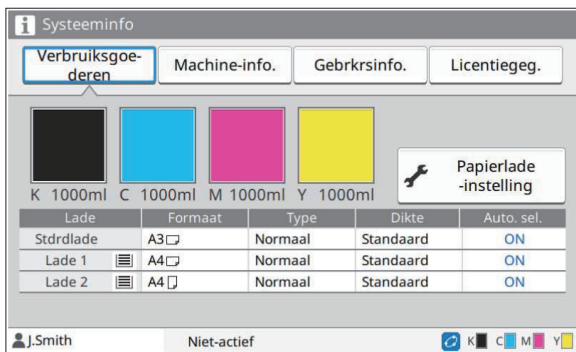 i Systeeminfo
Verbruiksgoe-
deren
Machine-info.
Gebrkrsinfo.
Licentiegeg.
K 1000ml C 1000ml M 1000ml Y 1000ml
Papierlade
-instelling
Lade Formaat Type Dikte Auto. sel.
Stdrdlade A3 Normaal Standaard ON
Lade 1 A4 Normaal Standaard ON
Lade 2 A4 Normaal Standaard ON
J.Smith Niet-actief K C M Y